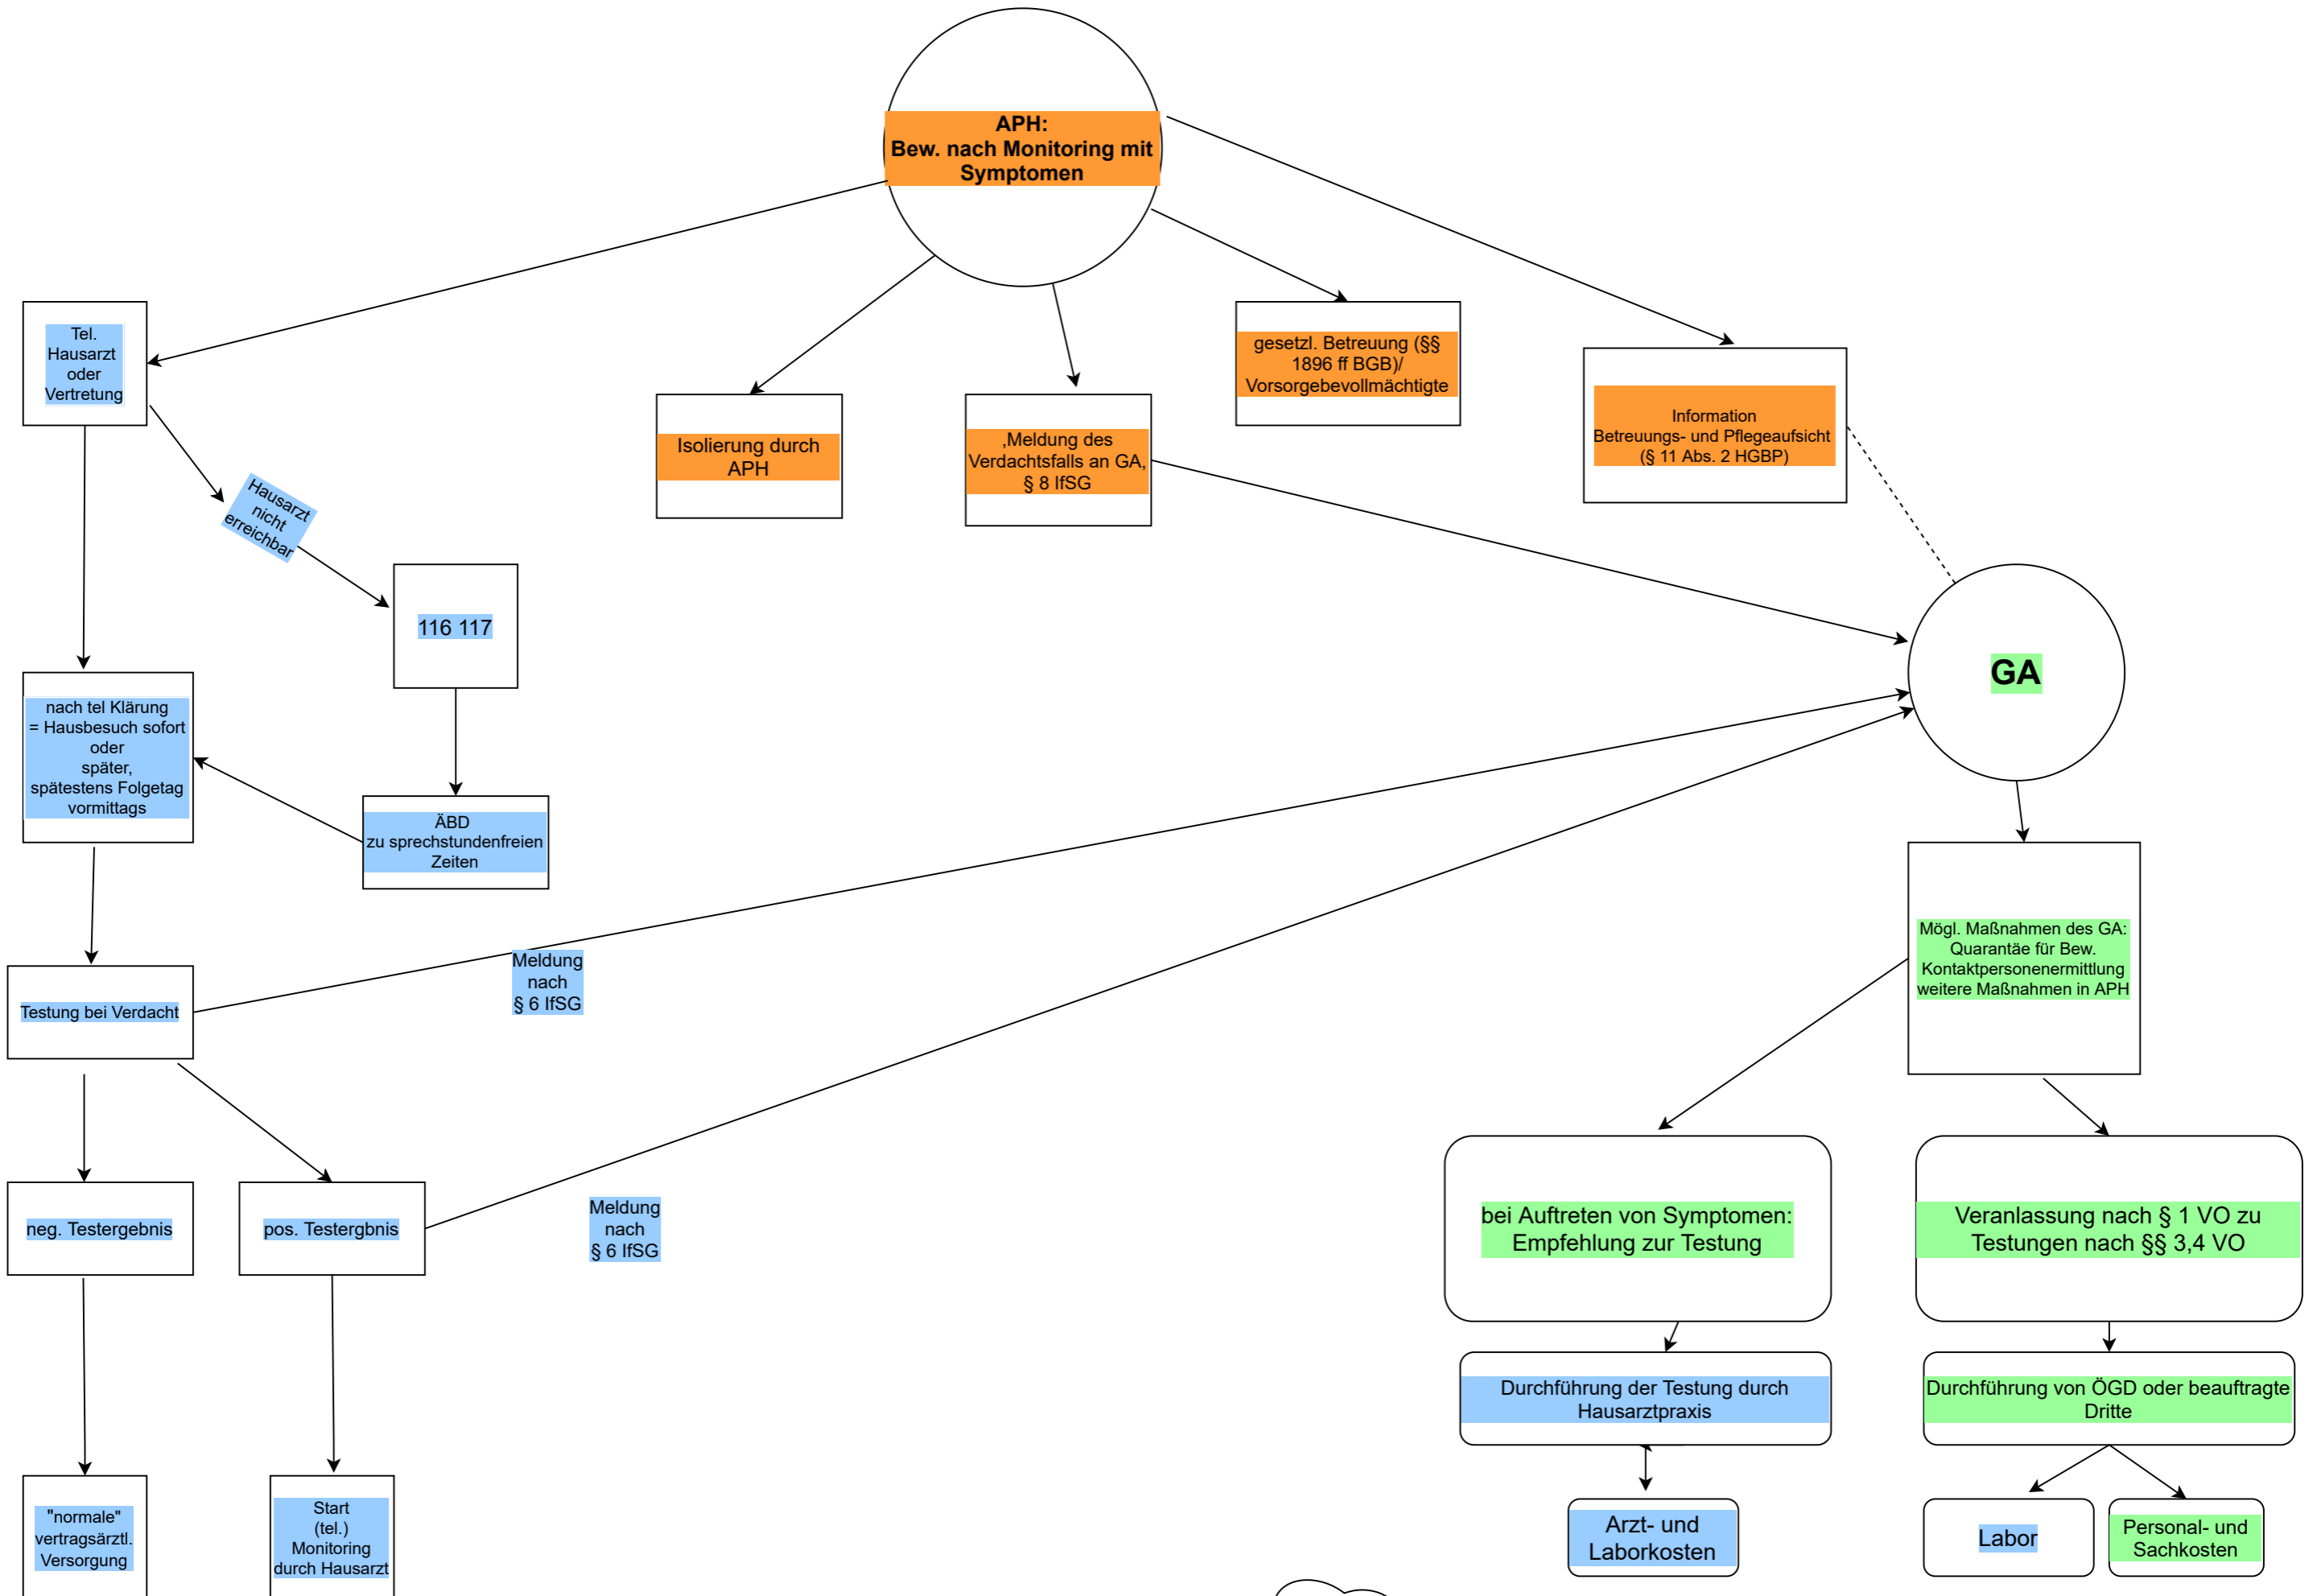 APH:
Bew. nach Monitoring mit
Symptomen
Tel.
Hausarzt
oder
Vertretung
gesetzl. Betreuung (§§
1896 ff BGB)/
Vorsorgebevollmächtigte
Information
Betreuungs- und Pflegeaufsicht
(§ 11 Abs. 2 HGBP)
Isolierung durch
APH
,Meldung des
Verdachtsfalls an GA,
§ 8 IfSG
Hausarzt
nicht
erreichbar
116 117
GA
nach tel Klärung
= Hausbesuch sofort
oder
später,
spätestens Folgetag
vormittags
ÄBD
zu sprechstundenfreien
Zeiten
Mögl. Maßnahmen des GA:
Quarantäe für Bew.
Kontaktpersonenermittlung
weitere Maßnahmen in APH
Meldung
nach
§ 6 IfSG
Testung bei Verdacht
neg. Testergebnis
pos. Testergbnis
Meldung
nach
§ 6 IfSG
bei Auftreten von Symptomen:
Empfehlung zur Testung
Veranlassung nach § 1 VO zu
Testungen nach §§ 3,4 VO
Durchführung der Testung durch
Hausarztpraxis
Durchführung von ÖGD oder beauftragte
Dritte
"normale"
vertragsärztl.
Versorgung
Start
(tel.)
Monitoring
durch Hausarzt
Arzt- und
Laborkosten
Labor
Personal- und
Sachkosten